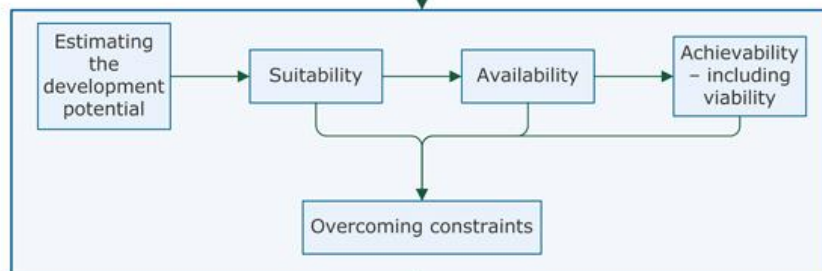 Estimating
the
development
potential
Suitability
Availability
Achievability
– including
viability
Overcoming constraints